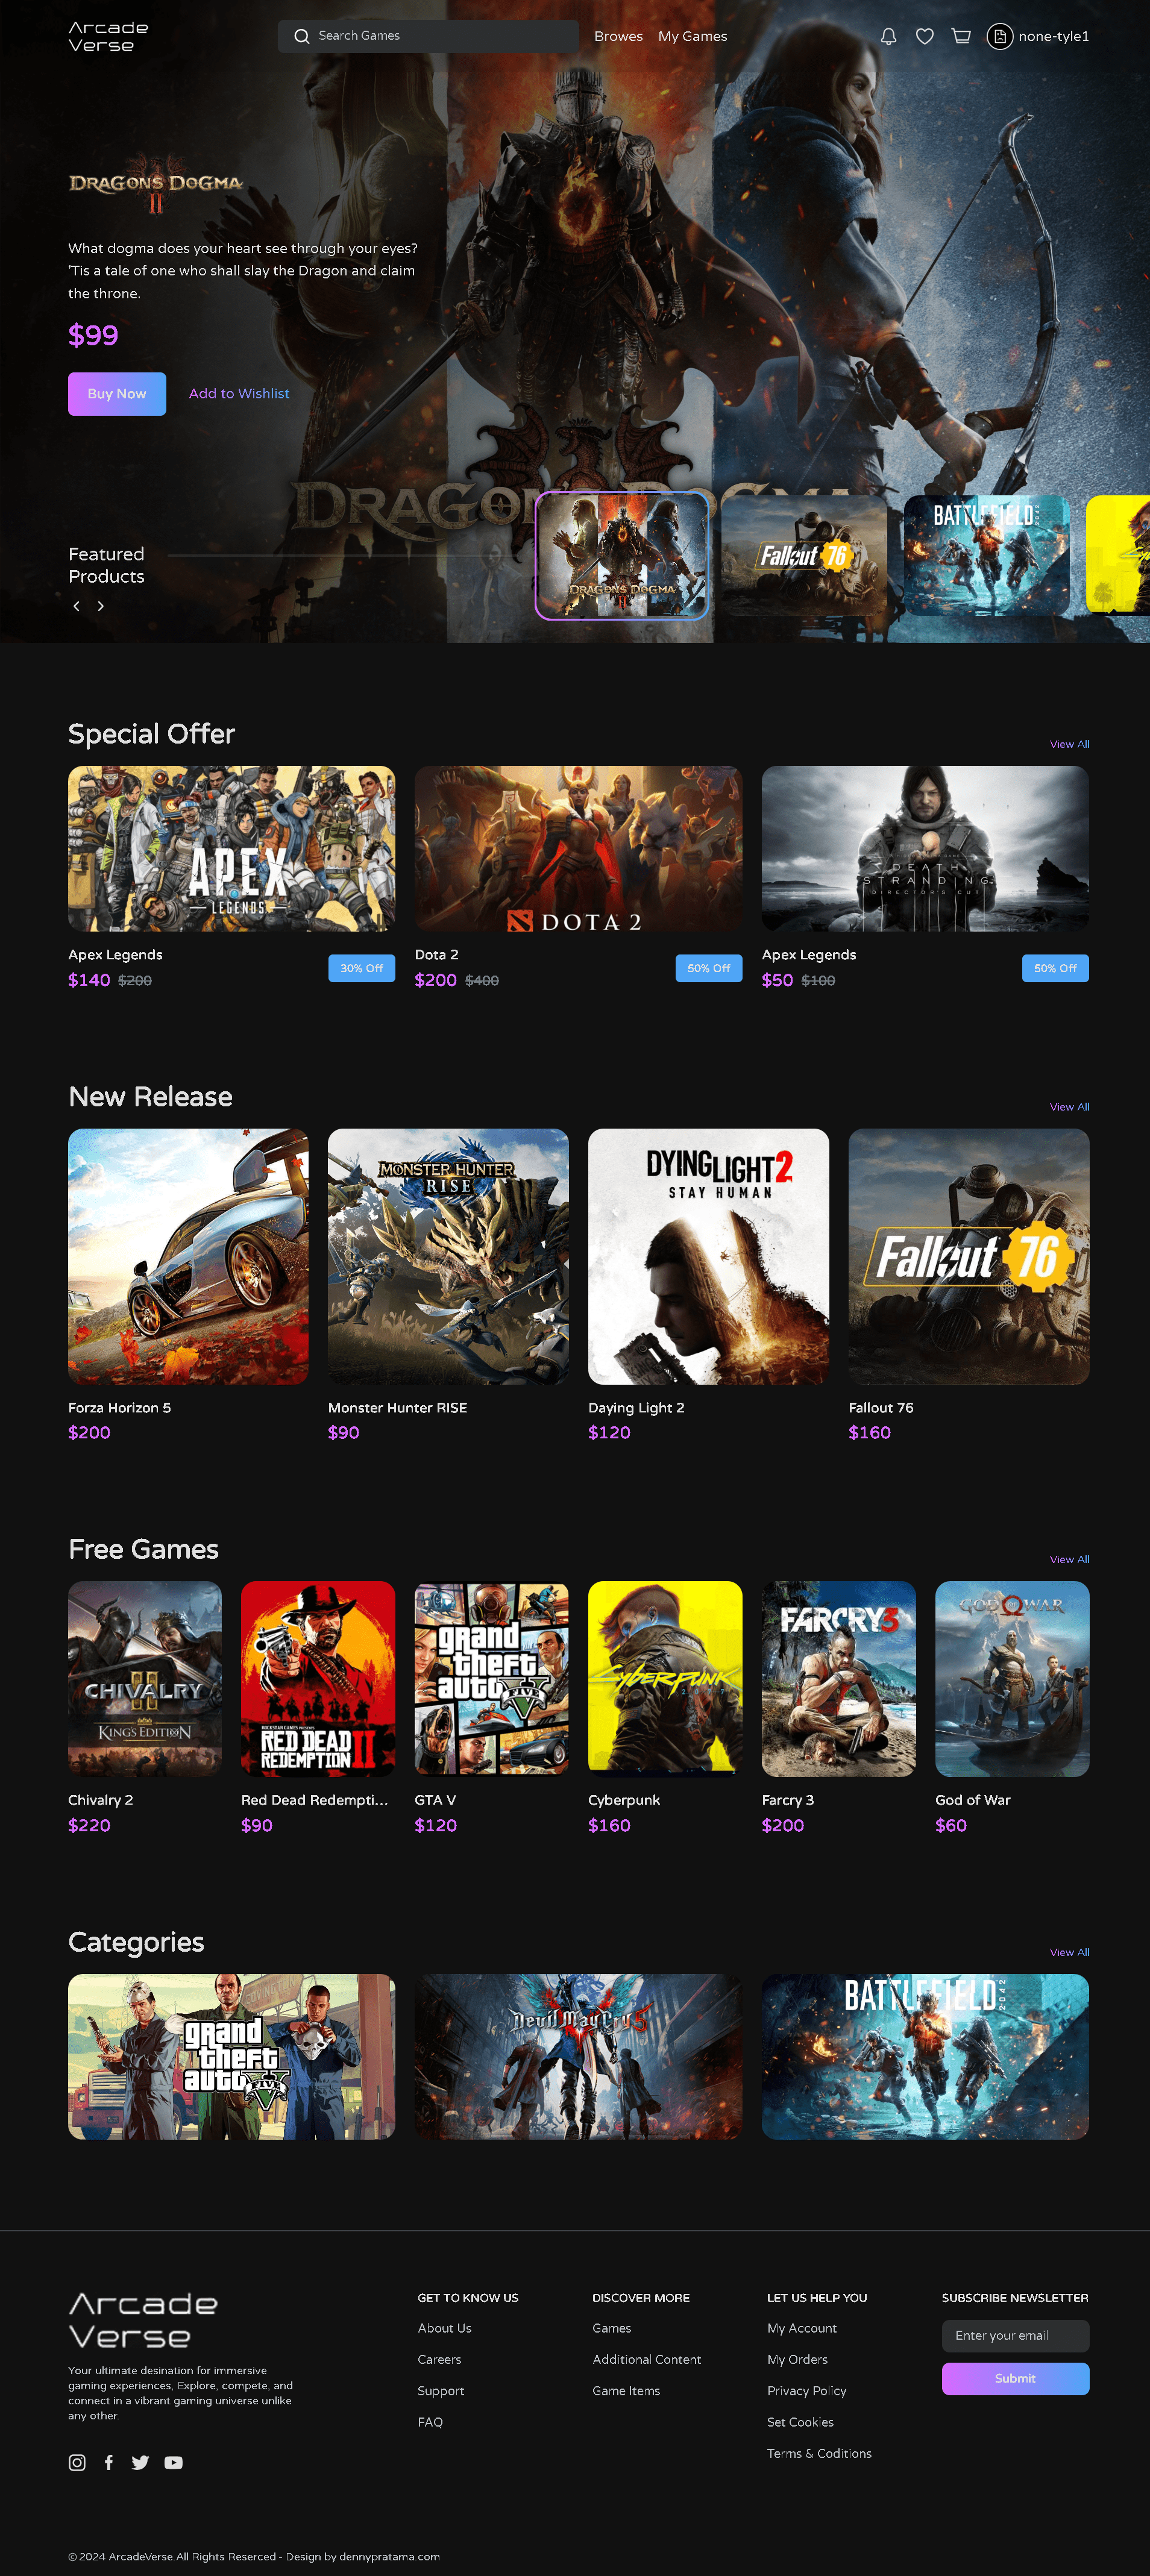 Arcade
Verse
Search Games
Browes
My Games
none-tyle1
DRAGONS DOGMA
II
What dogma does your heart see through your eyes?
'Tis a tale of one who shall slay the Dragon and claim
the throne.
$99
Buy Now
Add to Wishlist
DRAGON'S DOGMA
Featured
Products
DRAGONS DOGMA
II
Fallout 76
BATTLEFIELD
Special Offer
View All
APEX
LEGENDS
DOTA 2
DEATH
STRANDING
DIRECTOR'S CUT
Apex Legends
$140 $200
30% Off
Dota 2
$200 $400
50% Off
Apex Legends
$50 $100
50% Off
New Release
View All
MONSTER HUNTER
RISE
DYING LIGHT 2
STAY HUMAN
Fallout 76
Forza Horizon 5
$200
Monster Hunter RISE
$90
Daying Light 2
$120
Fallout 76
$160
Free Games
View All
CHIVALRY
II
KING'S EDITION
ROCKSTAR GAMES PRESENTS
RED DEAD
REDEMPTION II
grand
theft
auto
FIVE
V
Cyberpunk
2077
FARCRY3
GOD OF WAR
Chivalry 2
$220
Red Dead Redempti...
$90
GTA V
$120
Cyberpunk
$160
Farcry 3
$200
God of War
$60
Categories
View All
grand
theft
auto
FIVE
V
Devil May Cry 5
BATTLEFIELD
2042
Arcade
Verse
Your ultimate desination for immersive
gaming experiences, Explore, compete, and
connect in a vibrant gaming universe unlike
any other.
GET TO KNOW US
About Us
Careers
Support
FAQ
DISCOVER MORE
Games
Additional Content
Game Items
LET US HELP YOU
My Account
My Orders
Privacy Policy
Set Cookies
Terms & Coditions
SUBSCRIBE NEWSLETTER
Enter your email
Submit
© 2024 ArcadeVerse.All Rights Reserced - Design by dennypratama.com